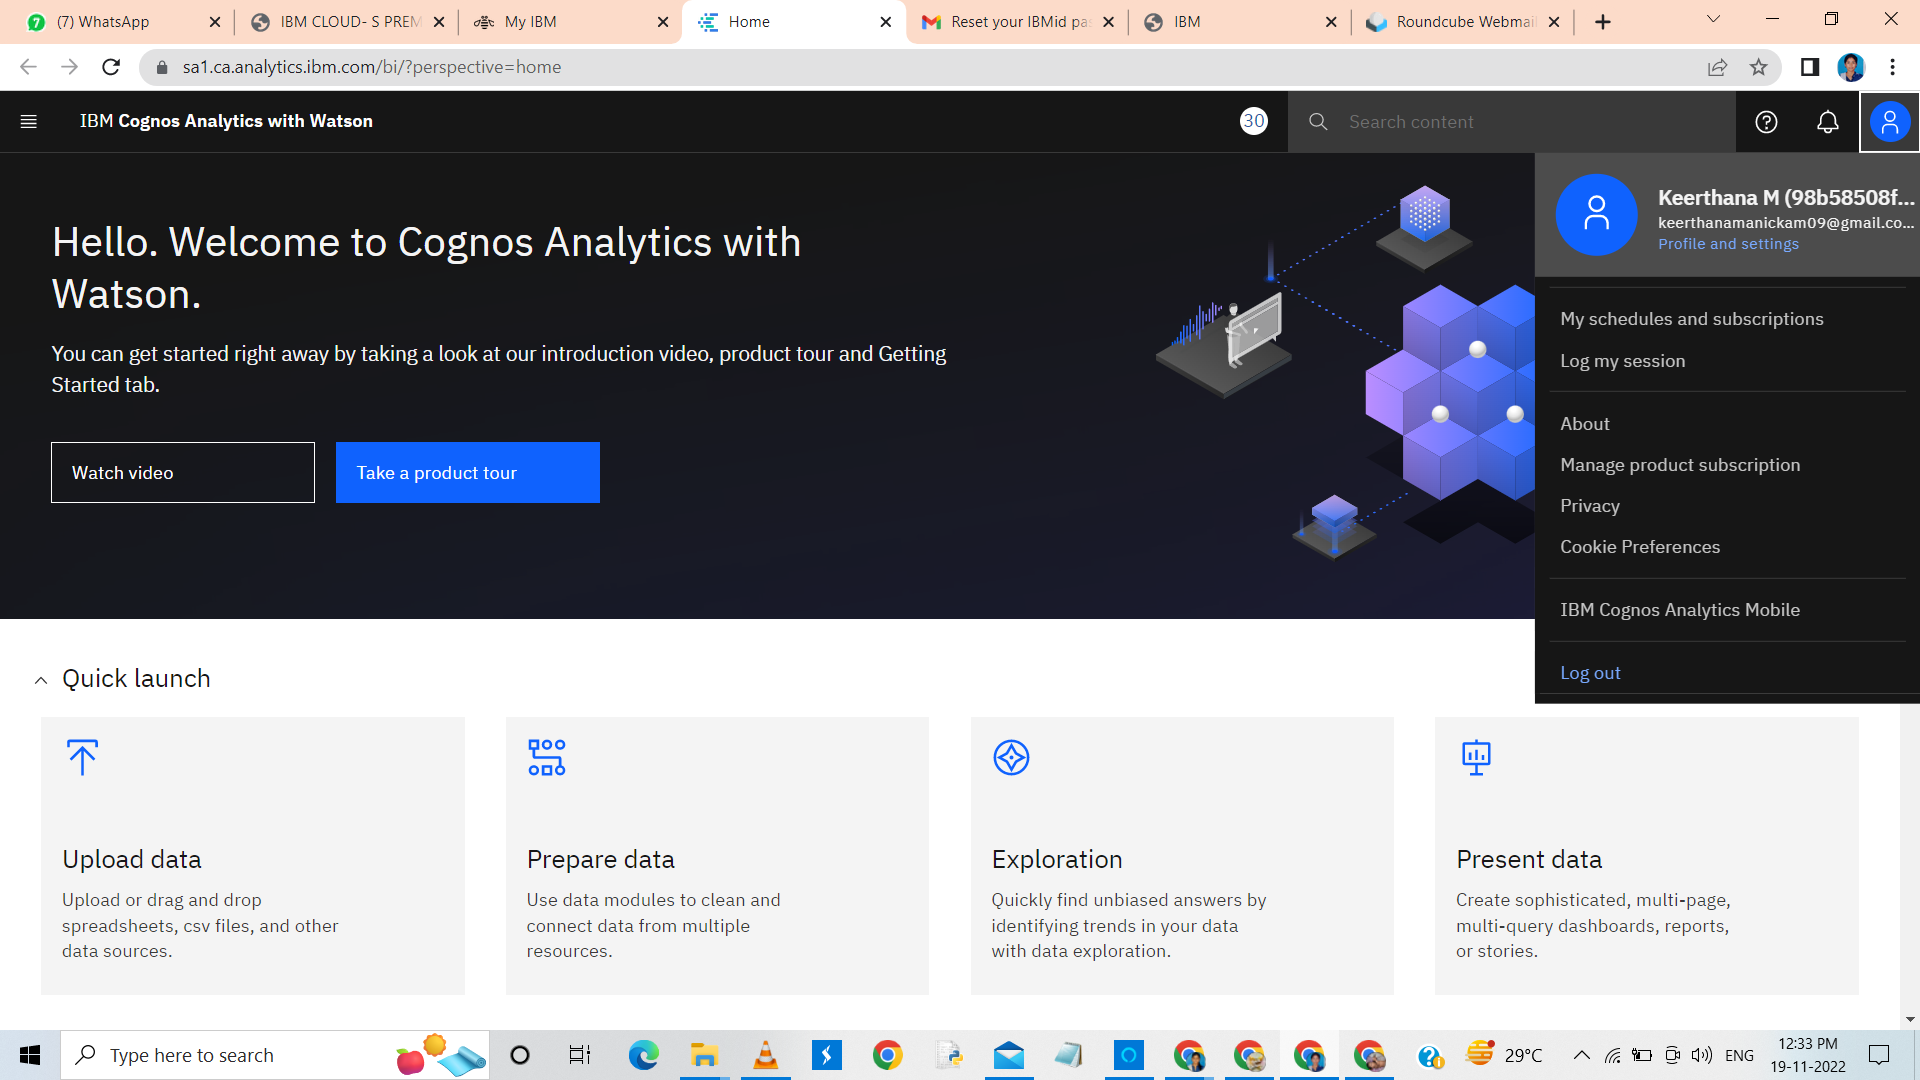 (7) WhatsApp
IBM CLOUD- S PREM
My IBM
Home
Reset your IBMid pa
IBM
Roundcube Webmail
sa1.ca.analytics.ibm.com/bi/?perspective=home
IBM Cognos Analytics with Watson
30
Search content
Keerthana M (98b58508f...
keerthanamanickam09@gmail.co...
Profile and settings
Hello. Welcome to Cognos Analytics with
Watson.
You can get started right away by taking a look at our introduction video, product tour and Getting
Started tab.
Watch video
Take a product tour
My schedules and subscriptions
Log my session
About
Manage product subscription
Privacy
Cookie Preferences
IBM Cognos Analytics Mobile
Log out
Quick launch
Upload data
Upload or drag and drop
spreadsheets, csv files, and other
data sources.
Prepare data
Use data modules to clean and
connect data from multiple
resources.
Exploration
Quickly find unbiased answers by
identifying trends in your data
with data exploration.
Present data
Create sophisticated, multi-page,
multi-query dashboards, reports,
or stories.
Type here to search
29°C
ENG
12:33 PM
19-11-2022